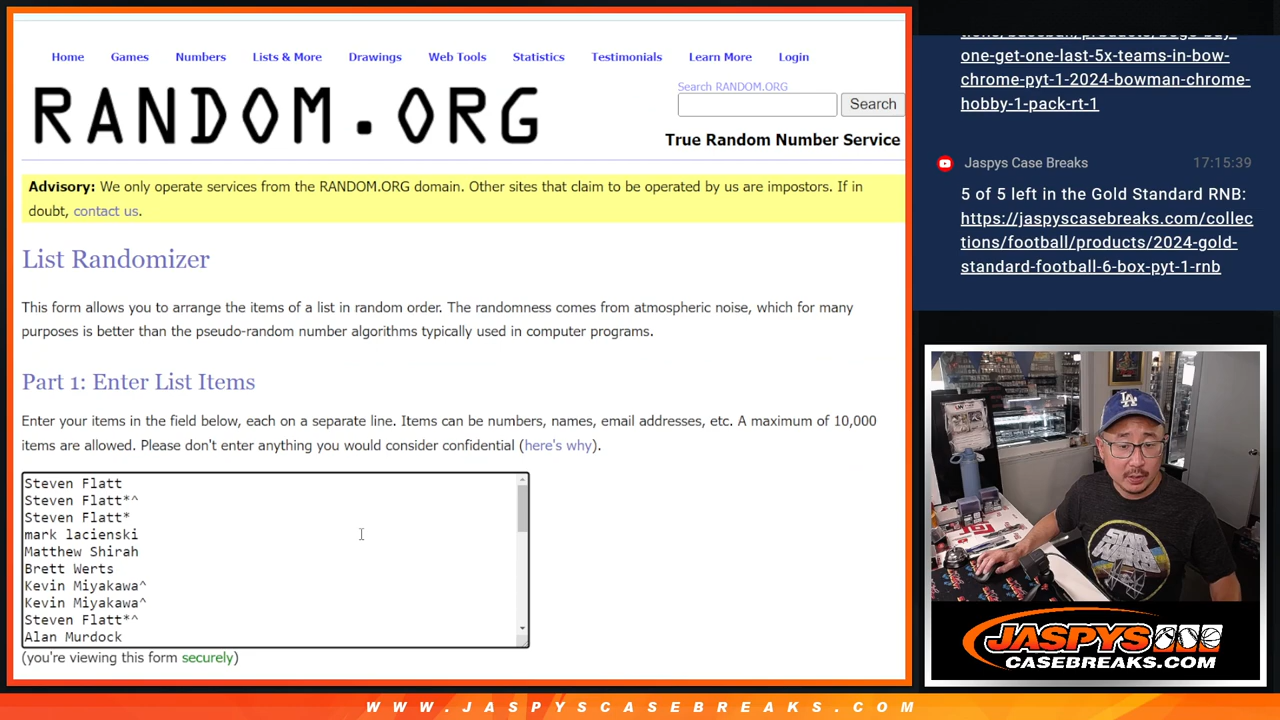 Home Games Numbers Lists & More Drawings Web Tools Statistics Testimonials Learn More Login
RANDOM.ORG
Search RANDOM.ORG
Search
True Random Number Service
Advisory: We only operate services from the RANDOM.ORG domain. Other sites that claim to be operated by us are impostors. If in
doubt, contact us.
List Randomizer
This form allows you to arrange the items of a list in random order. The randomness comes from atmospheric noise, which for many
purposes is better than the pseudo-random number algorithms typically used in computer programs.
Part 1: Enter List Items
Enter your items in the field below, each on a separate line. Items can be numbers, names, email addresses, etc. A maximum of 10,000
items are allowed. Please don't enter anything you would consider confidential (here's why).
Steven Flatt
Steven Flatt*^
Steven Flatt*
mark lacienski
Matthew Shirah
Brett Werts
Kevin Miyakawa^
Kevin Miyakawa^
Steven Flatt*^
Alan Murdock
(you're viewing this form securely)
one-get-one-last-5x-teams-in-bow-
chrome-pyt-1-2024-bowman-chrome-
hobby-1-pack-rt-1
Jaspys Case Breaks 17:15:39
5 of 5 left in the Gold Standard RNB:
https://jaspyscasebreaks.com/collec
tions/football/products/2024-gold-
standard-football-6-box-pyt-1-rnb
LA
STAR
WARS
JASPYS
CASEBREAKS.COM
WWW.JASPYSCASEBREAKS.COM